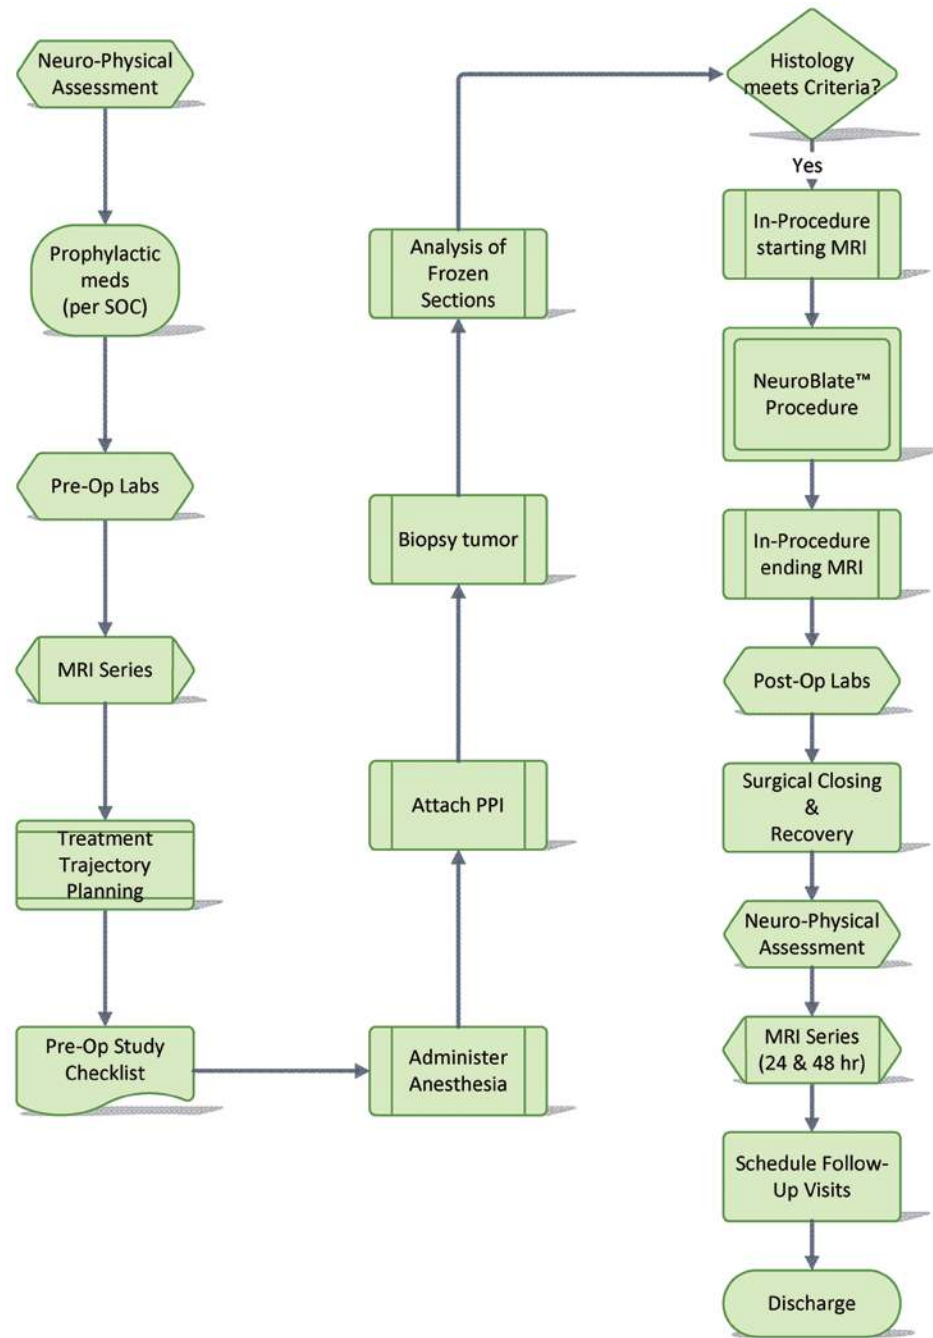 Neuro-Physical
Assessment
Prophylactic
meds
(per SOC)
Pre-Op Labs
MRI Series
Treatment
Trajectory
Planning
Pre-Op Study
Checklist
Administer
Anesthesia
Attach PPI
Biopsy tumor
Analysis of
Frozen
Sections
Histology
meets Criteria?
Yes
In-Procedure
starting MRI
NeuroBlate™
Procedure
In-Procedure
ending MRI
Post-Op Labs
Surgical Closing
&
Recovery
Neuro-Physical
Assessment
MRI Series
(24 & 48 hr)
Schedule Follow-
Up Visits
Discharge